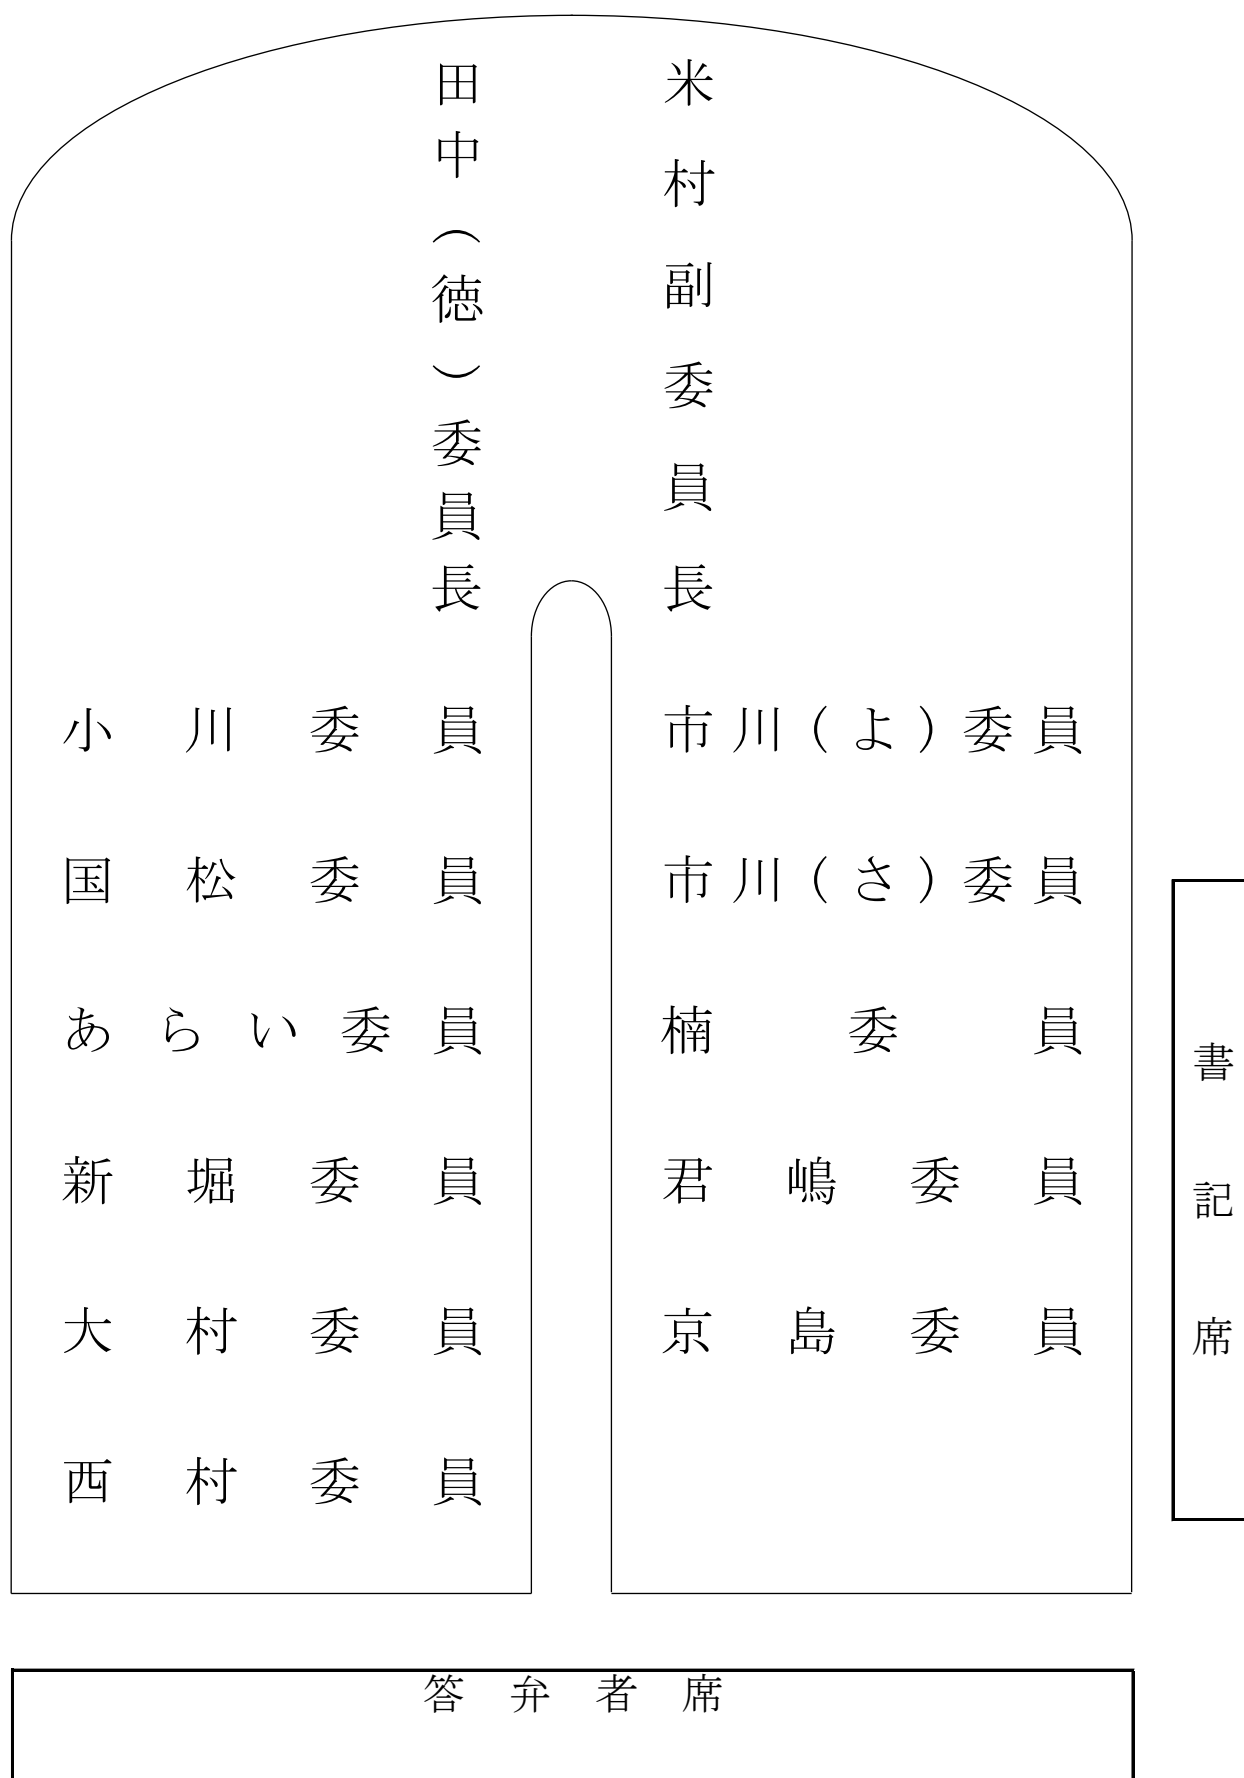 米村副委員長
田中（徳）委員長
小川委員
市川（よ）委員
国松委員
市川（さ）委員
あらい委員
楠委員
新堀委員
君嶋委員
大村委員
京島委員
西村委員
書記席
答弁者席